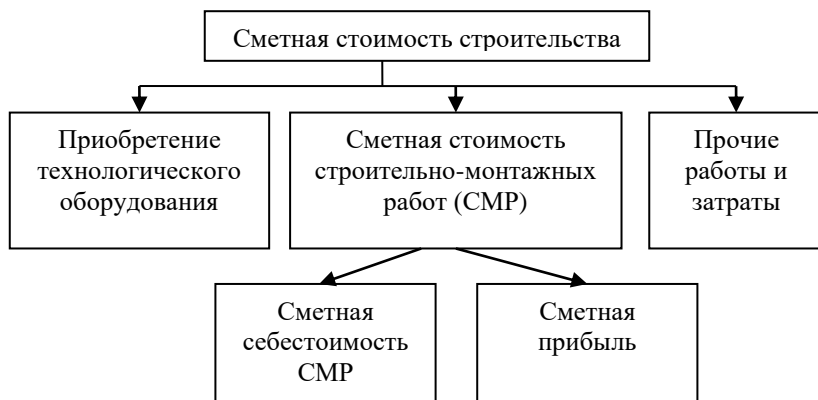 Сметная стоимость строительства
Приобретение
технологического
оборудования
Сметная стоимость
строительно-монтажных
работ (СМР)
Прочие
работы и
затраты
Сметная
себестоимость
СМР
Сметная
прибыль